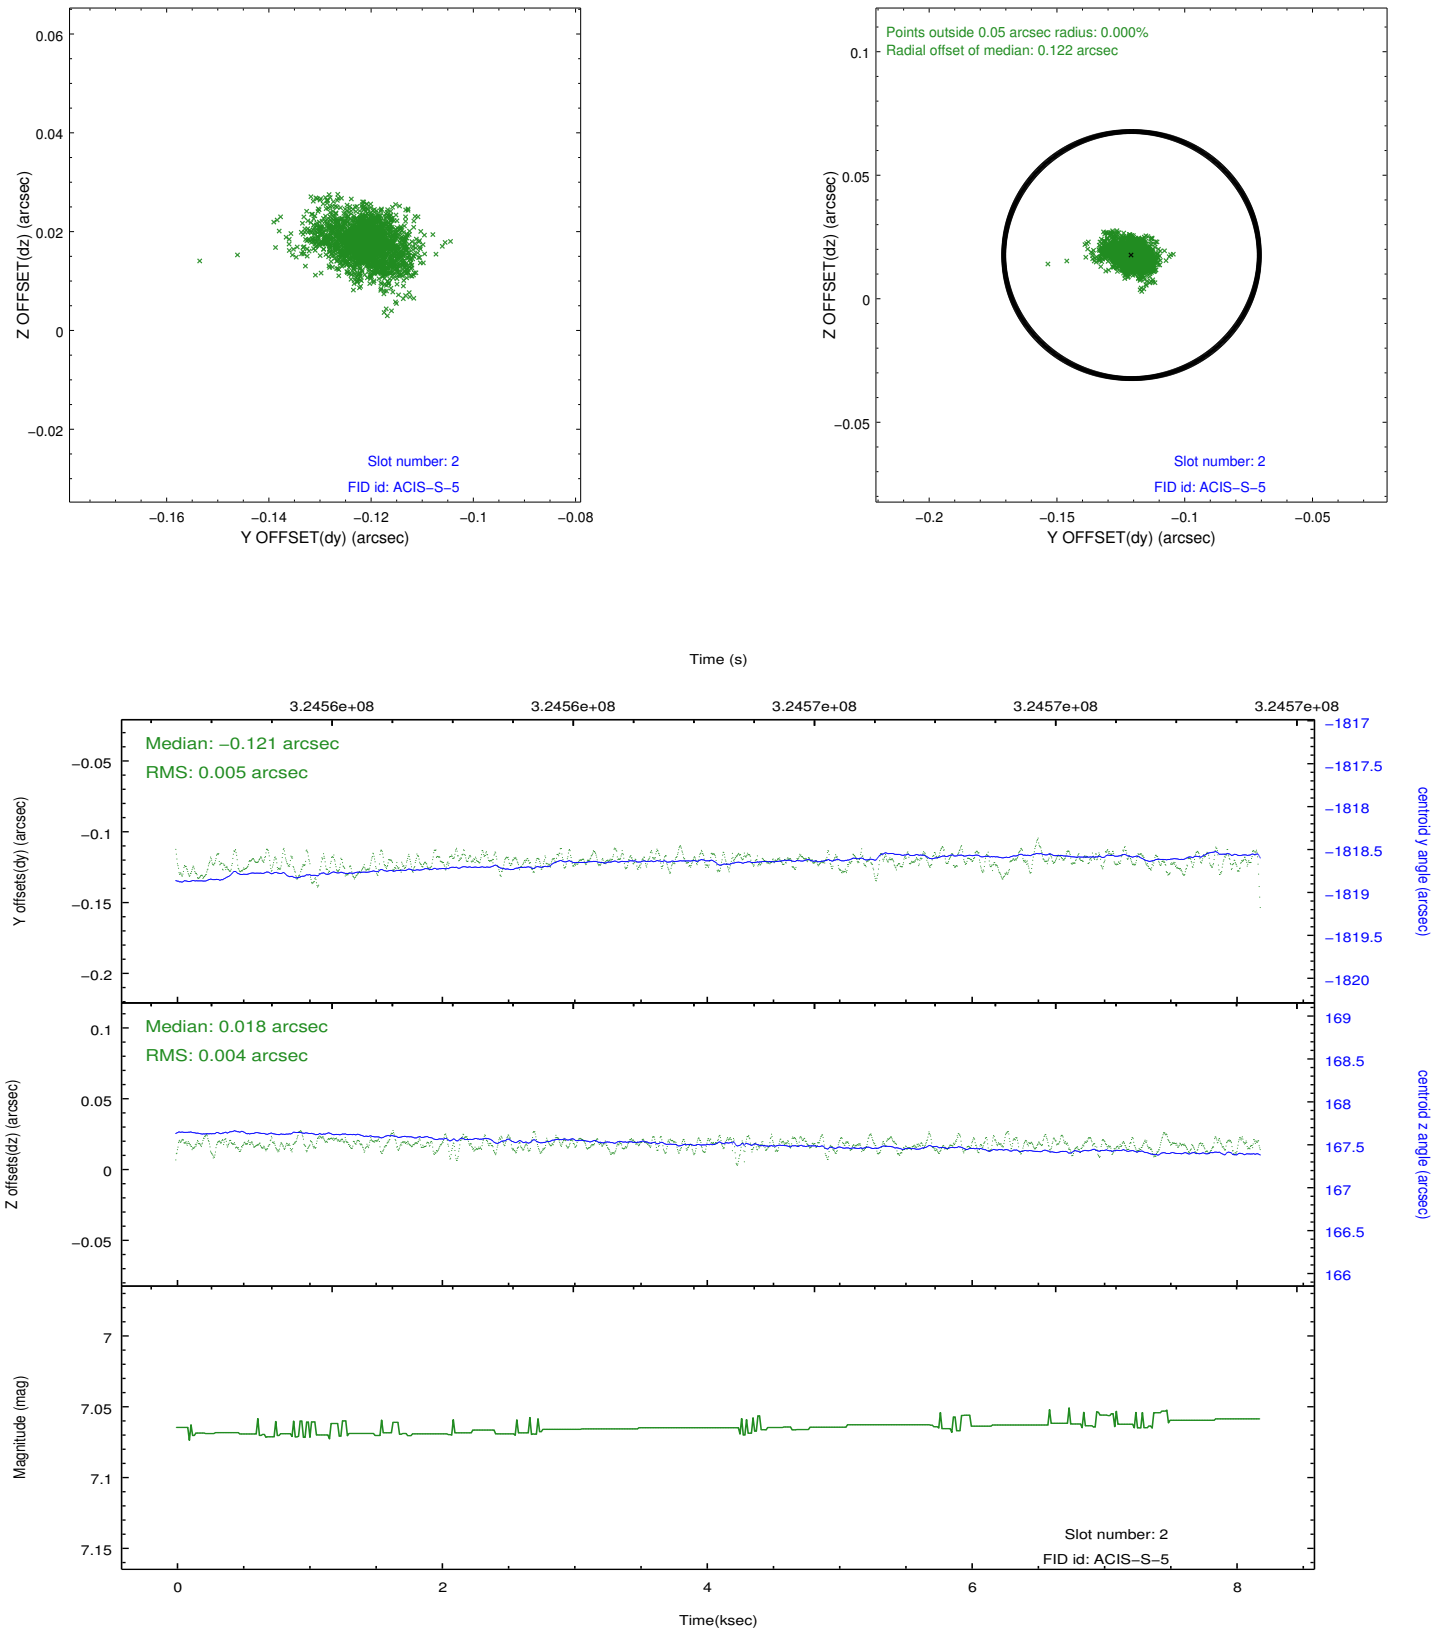 0.06
0.04
0.02
0
−0.02
Z OFFSET(dz) (arcsec)
Slot number: 2
FID id: ACIS−S−5
−0.16
−0.14
−0.12
−0.1
−0.08
Y OFFSET(dy) (arcsec)
Points outside 0.05 arcsec radius: 0.000%
Radial offset of median: 0.122 arcsec
0.1
0.05
0
−0.05
Z OFFSET(dz) (arcsec)
Slot number: 2
FID id: ACIS−S−5
−0.2
−0.15
−0.1
−0.05
Y OFFSET(dy) (arcsec)
Time (s)
3.2456e+08
3.2456e+08
3.2457e+08
3.2457e+08
3.2457e+08
Median: −0.121 arcsec
RMS: 0.005 arcsec
−0.05
−0.1
−0.15
−0.2
Y offsets(dy) (arcsec)
−1817
−1817.5
−1818
−1818.5
−1819
−1819.5
−1820
centroid y angle (arcsec)
Median: 0.018 arcsec
RMS: 0.004 arcsec
0.1
0.05
0
−0.05
Z offsets(dz) (arcsec)
169
168.5
168
167.5
167
166.5
166
centroid z angle (arcsec)
7
7.05
7.1
7.15
Magnitude (mag)
Slot number: 2
FID id: ACIS−S−5
0
2
4
6
8
Time(ksec)